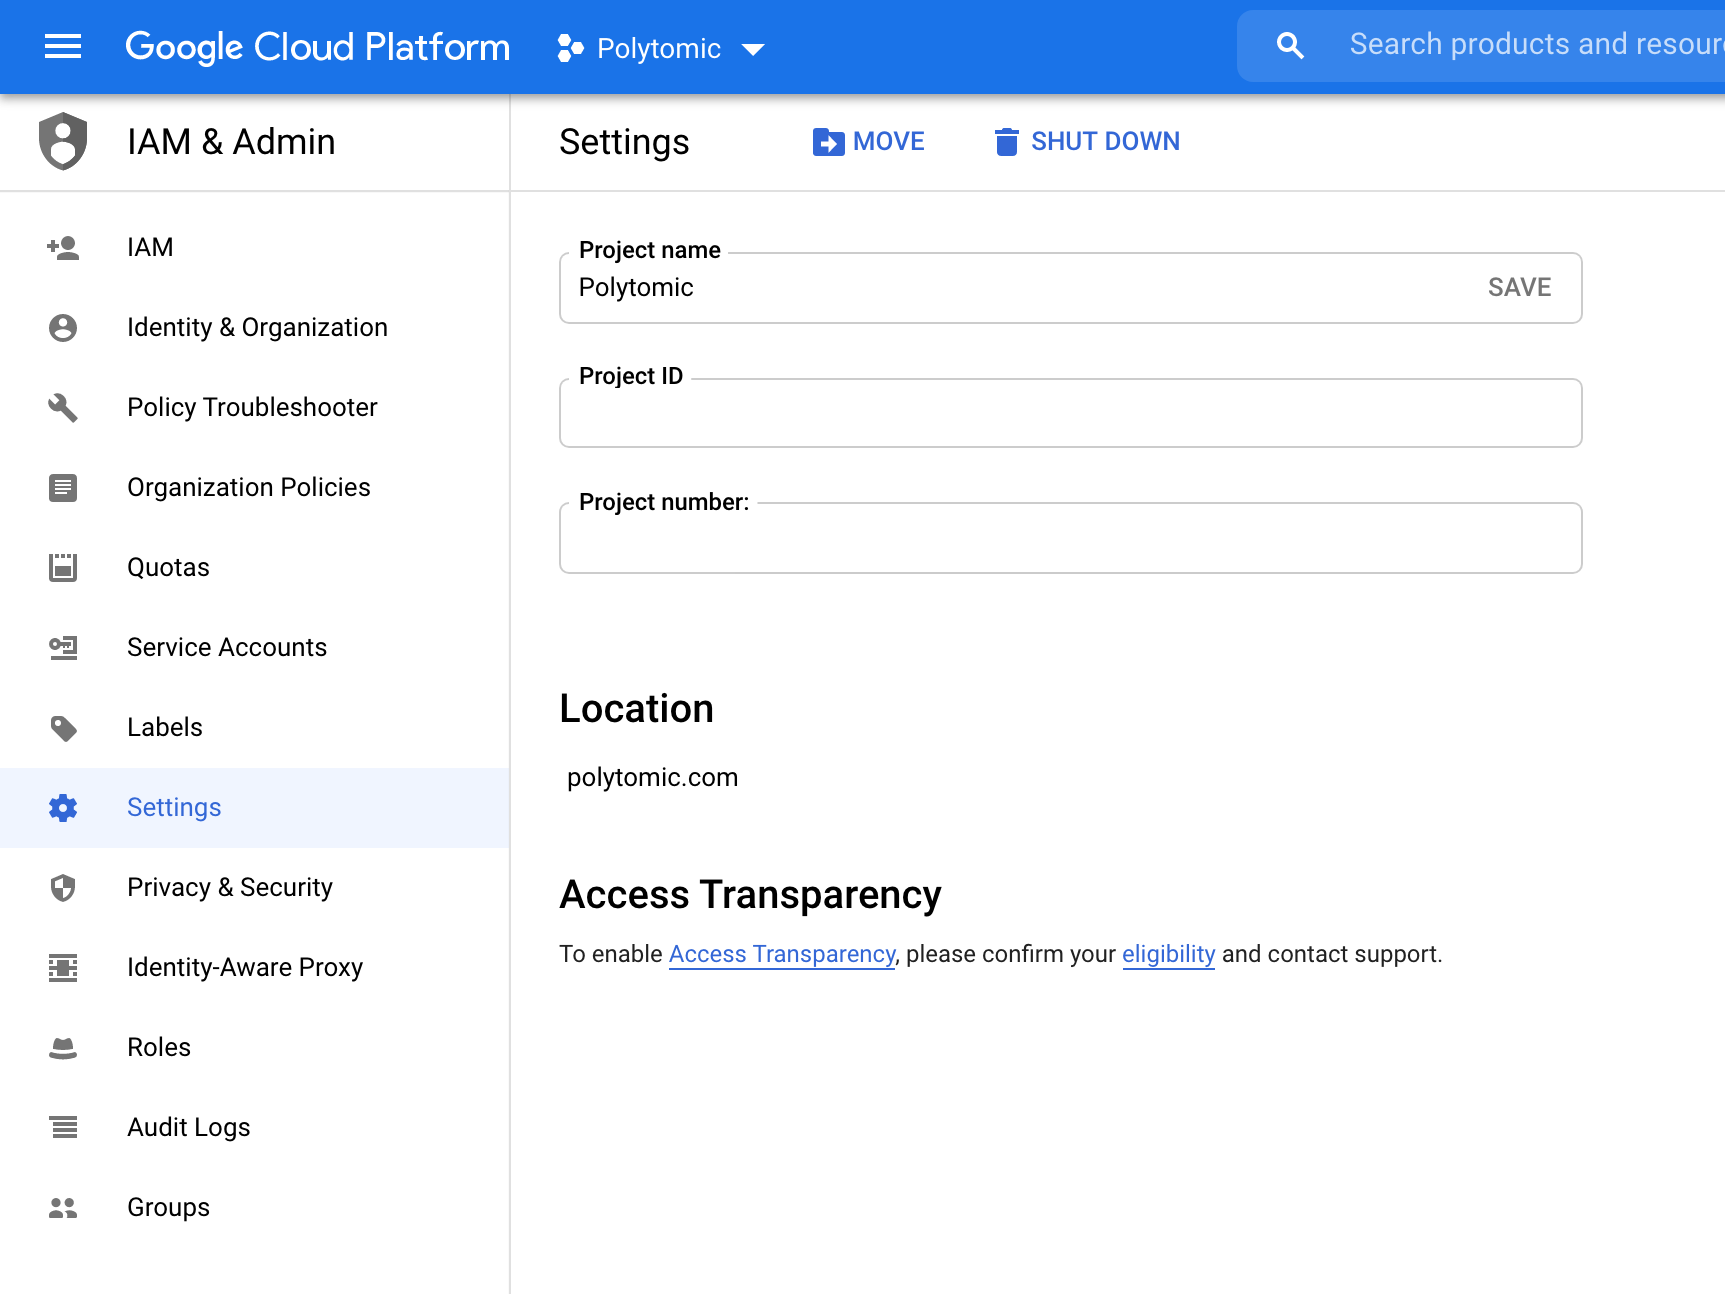 Google Cloud Platform
Polytomic
Search products and resour
IAM & Admin
Settings
MOVE
SHUT DOWN
IAM
Identity & Organization
Policy Troubleshooter
Organization Policies
Quotas
Service Accounts
Labels
Settings
Privacy & Security
Identity-Aware Proxy
Roles
Audit Logs
Groups
Project name
Polytomic
SAVE
Project ID
Project number:
Location
polytomic.com
Access Transparency
To enable Access Transparency, please confirm your eligibility and contact support.